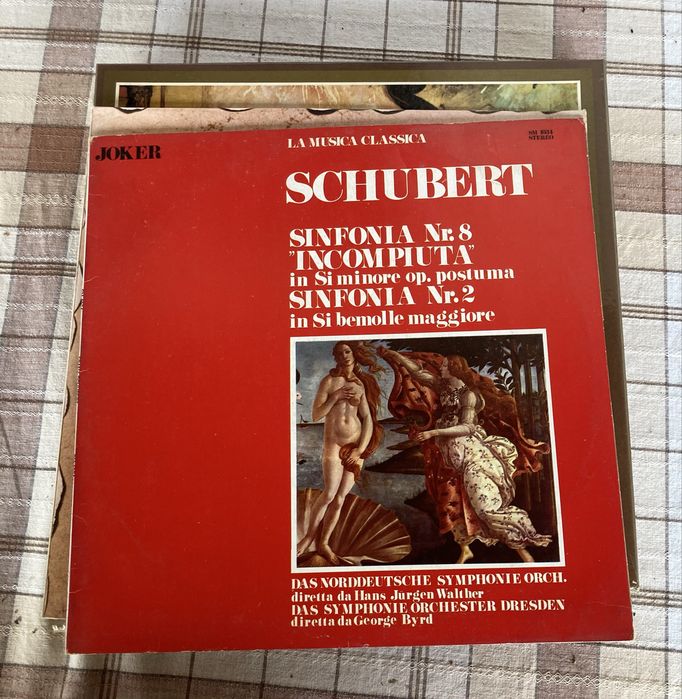 LA MUSICA CLASSICA
SM 1034
STEREO
JOKER
SCHUBERT
SINFONIA Nr. 8
"INCOMPIUTA"
in Si minore op. postuma
SINFONIA Nr. 2
in Si bemolle maggiore
DAS NORDDEUTSCHE SYMPHONIE ORCH.
diretta da Hans Jurgen Walther
DAS SYMPHONIE ORCHESTER DRESDEN
diretta da George Byrd